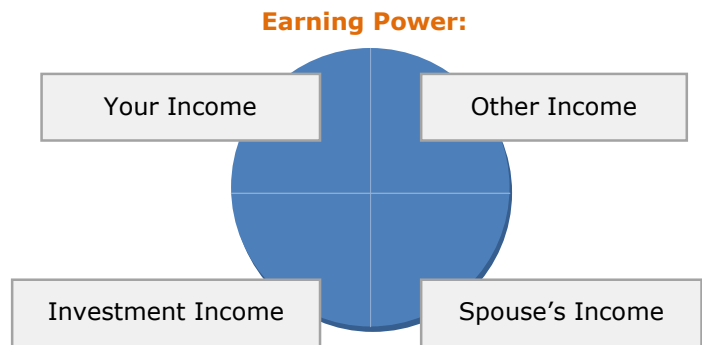 Earning Power:
Your Income
Other Income
Investment Income
Spouse’s Income